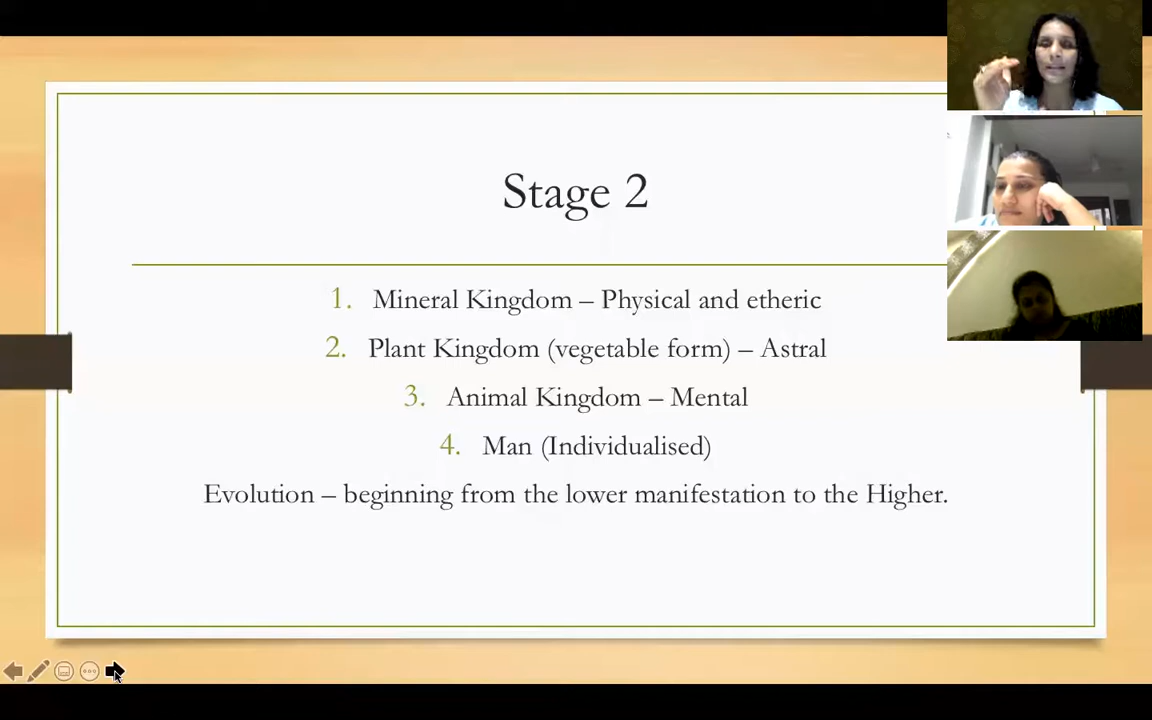 Stage 2
1. Mineral Kingdom – Physical and etheric
2. Plant Kingdom (vegetable form) – Astral
3. Animal Kingdom – Mental
4. Man (Individualised)
Evolution – beginning from the lower manifestation to the Higher.